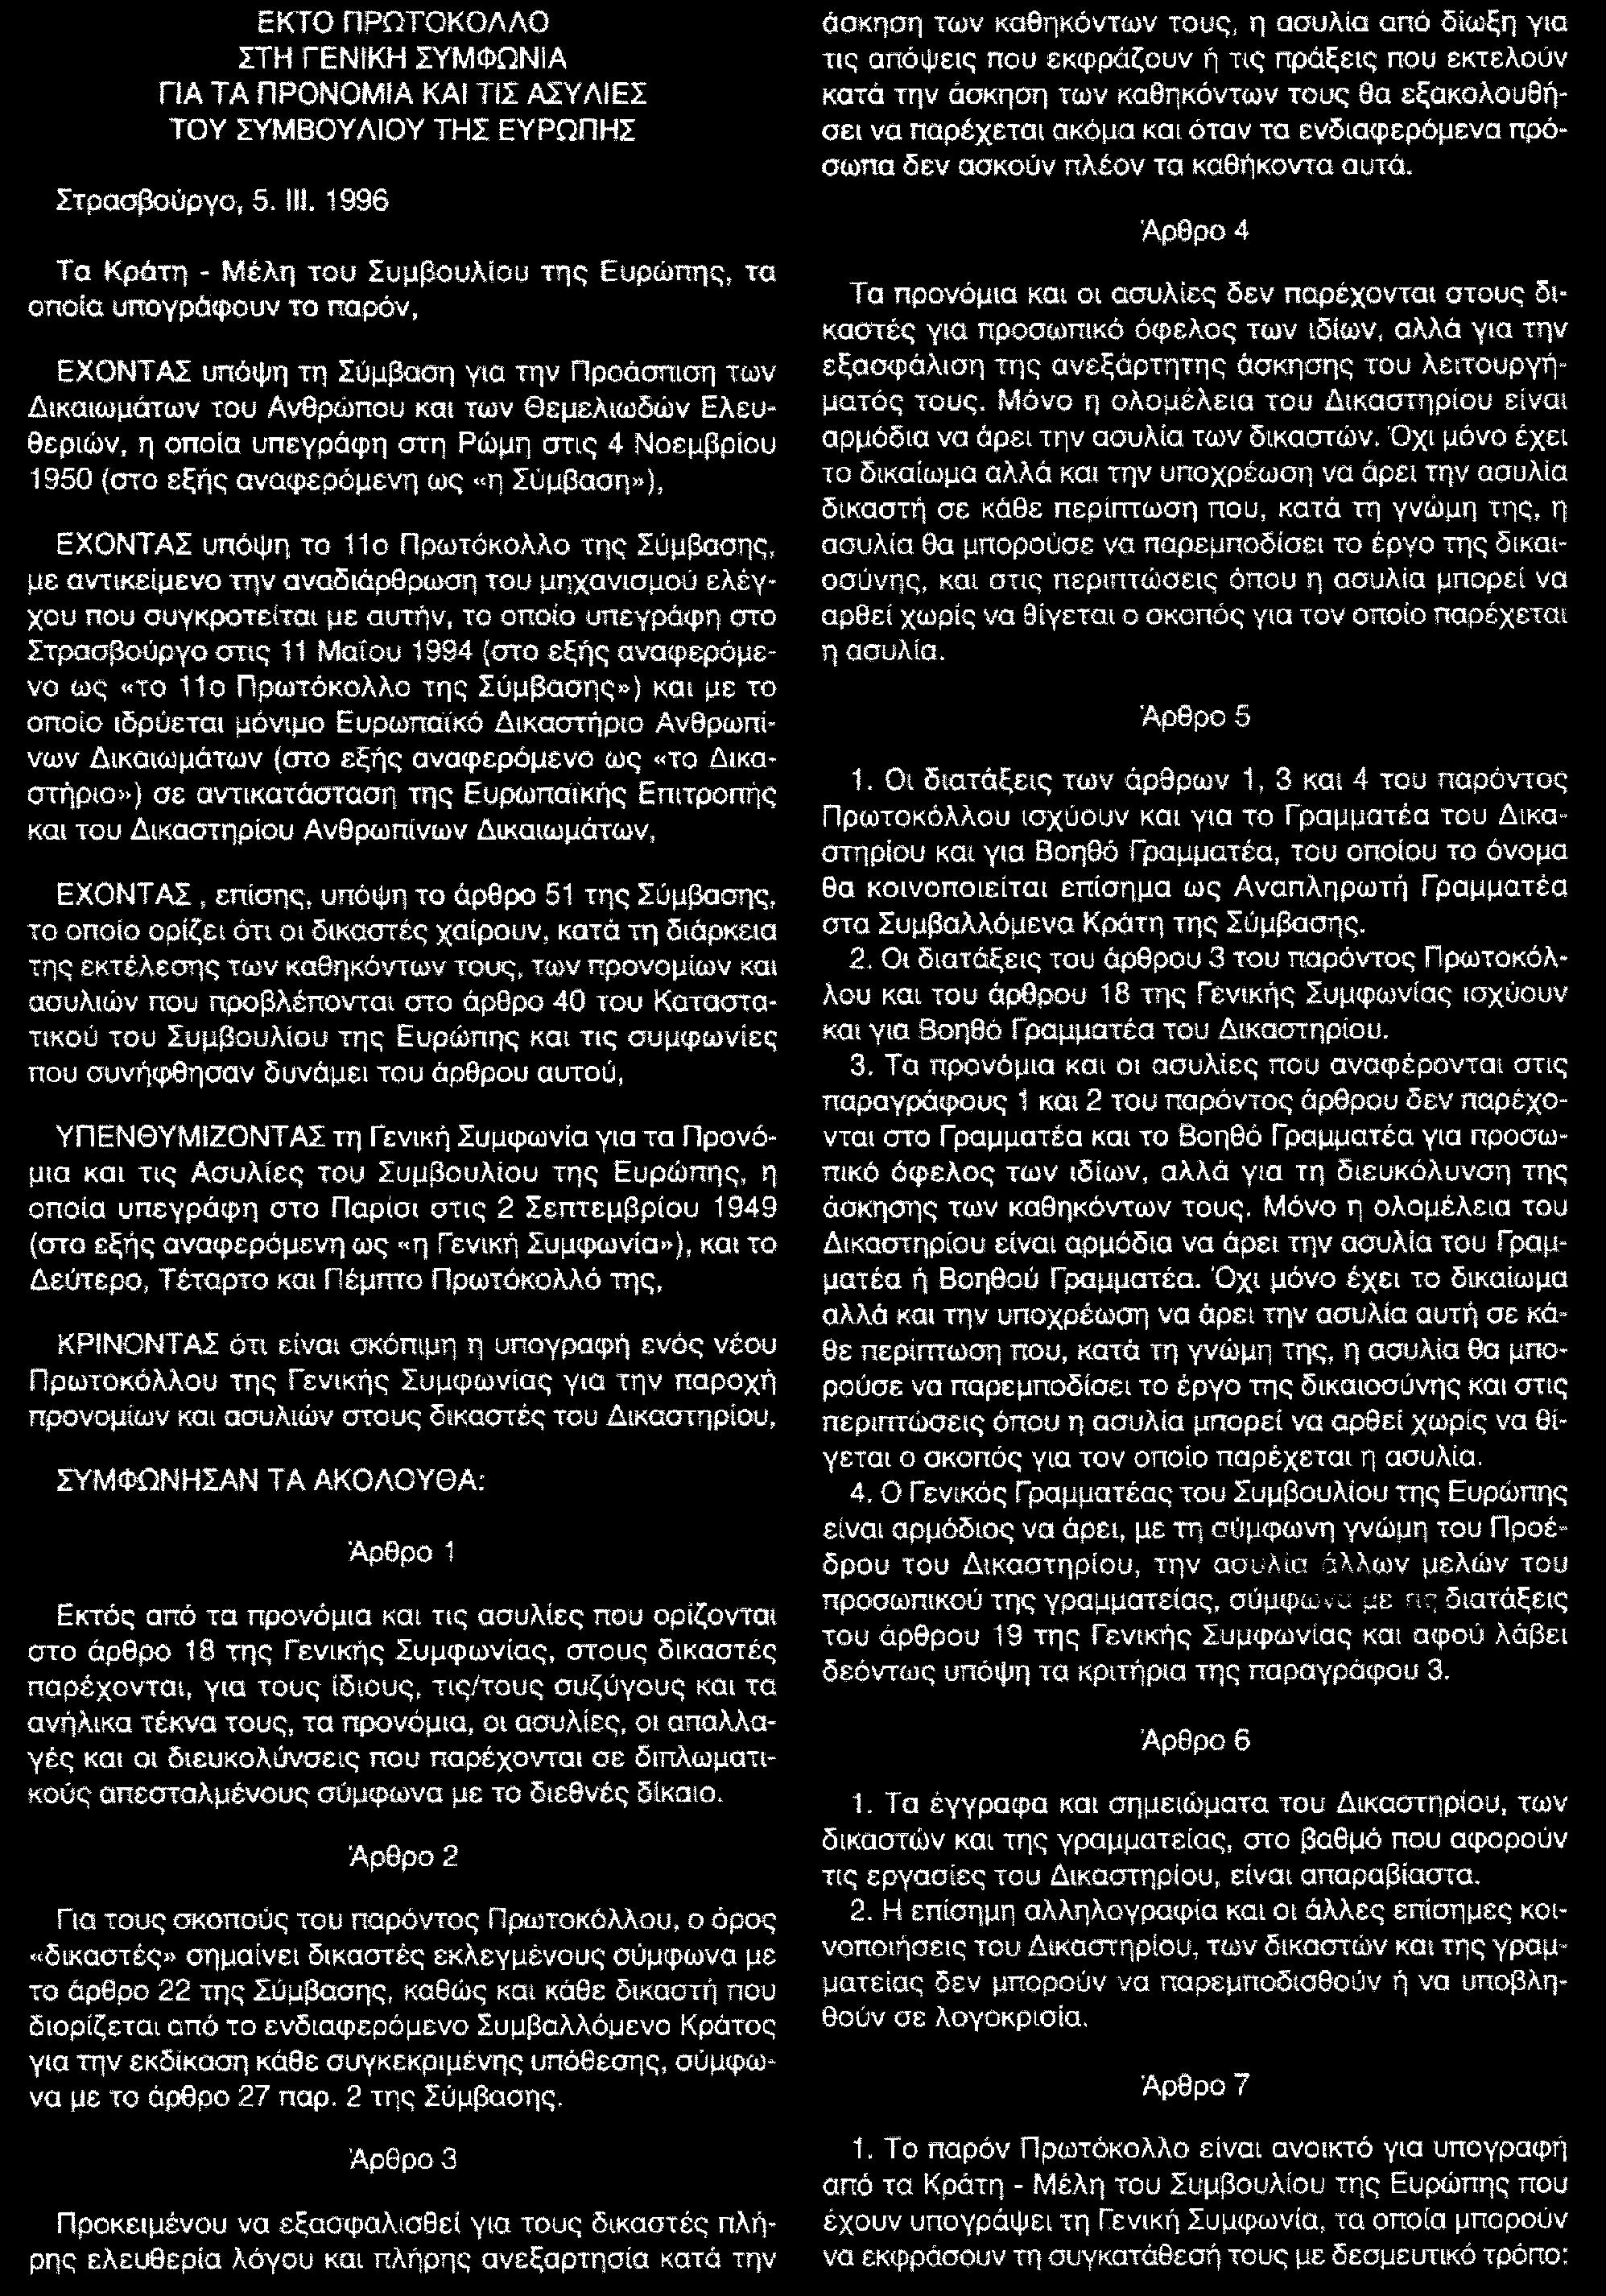 ΕΚΤΟ ΠΡΩΤΟΚΟΛΛΟ
ΣΤΗ ΓΕΝΙΚΗ ΣΥΜΦΩΝΙΑ
ΓΙΑ ΤΑ ΠΡΟΝΟΜΙΑ ΚΑΙ ΤΙΣ ΑΣΥΛΙΕΣ
ΤΟΥ ΣΥΜΒΟΥΛΙΟΥ ΤΗΣ ΕΥΡΩΠΗΣ
Στρασβούργο, 5. III. 1996
Τα Κράτη - Μέλη του Συμβουλίου της Ευρώπης, τα
οποία υπογράφουν το παρόν,
ΕΧΟΝΤΑΣ υπόψη τη Σύμβαση για την Προάσπιση των
Δικαιωμάτων του Ανθρώπου και των Θεμελιωδών Ελευ-
θεριών, η οποία υπεγράφη στη Ρώμη στις 4 Νοεμβρίου
1950 (στο εξής αναφερόμενη ως «η Σύμβαση»),
ΕΧΟΝΤΑΣ υπόψη το 11ο Πρωτόκολλο της Σύμβασης,
με αντικείμενο την αναδιάρθρωση του μηχανισμού ελέγ-
χου που συγκροτείται με αυτήν, το οποίο υπεγράφη στο
Στρασβούργο στις 11 Μαΐου 1994 (στο εξής αναφερόμε-
νο ως «το 11ο Πρωτόκολλο της Σύμβασης») και με το
οποίο ιδρύεται μόνιμο Ευρωπαϊκό Δικαστήριο Ανθρωπί-
νων Δικαιωμάτων (στο εξής αναφερόμενο ως «το Δικα-
στήριο») σε αντικατάσταση της Ευρωπαϊκής Επιτροπής
και του Δικαστηρίου Ανθρωπίνων Δικαιωμάτων,
ΕΧΟΝΤΑΣ , επίσης, υπόψη το άρθρο 51 της Σύμβασης,
το οποίο ορίζει ότι οι δικαστές χαίρουν, κατά τη διάρκεια
της εκτέλεσης των καθηκόντων τους, των προνομίων και
ασυλιών που προβλέπονται στο άρθρο 40 του Καταστα-
τικού του Συμβουλίου της Ευρώπης και τις συμφωνίες
που συνήφθησαν δυνάμει του άρθρου αυτού,
ΥΠΕΝΘΥΜΙΖΟΝΤΑΣ τη Γενική Συμφωνία για τα Προνό-
μια και τις Ασυλίες του Συμβουλίου της Ευρώπης, η
οποία υπεγράφη στο Παρίσι στις 2 Σεπτεμβρίου 1949
(στο εξής αναφερόμενη ως «η Γενική Συμφωνία»), και το
Δεύτερο, Τέταρτο και Πέμπτο Πρωτόκολλό της,
ΚΡΙΝΟΝΤΑΣ ότι είναι σκόπιμη η υπογραφή ενός νέου
Πρωτοκόλλου της Γενικής Συμφωνίας για την παροχή
προνομίων και ασυλιών στους δικαστές του Δικαστηρίου,
ΣΥΜΦΩΝΗΣΑΝ ΤΑ ΑΚΟΛΟΥΘΑ:
Άρθρο 1
Εκτός από τα προνόμια και τις ασυλίες που ορίζονται
στο άρθρο 18 της Γενικής Συμφωνίας, στους δικαστές
παρέχονται, για τους ίδιους, τις/τους συζύγους και τα
ανήλικα τέκνα τους, τα προνόμια, οι ασυλίες, οι απαλλα-
γές και οι διευκολύνσεις που παρέχονται σε διπλωματι-
κούς απεσταλμένους σύμφωνα με το διεθνές δίκαιο.
Άρθρο 2
Για τους σκοπούς του παρόντος Πρωτοκόλλου, ο όρος
«δικαστές» σημαίνει δικαστές εκλεγμένους σύμφωνα με
το άρθρο 22 της Σύμβασης, καθώς και κάθε δικαστή που
διορίζεται από το ενδιαφερόμενο Συμβαλλόμενο Κράτος
για την εκδίκαση κάθε συγκεκριμένης υπόθεσης, σύμφω-
να με το άρθρο 27 παρ. 2 της Σύμβασης.
Άρθρο 3
Προκειμένου να εξασφαλισθεί για τους δικαστές πλή-
ρης ελευθερία λόγου και πλήρης ανεξαρτησία κατά την
άσκηση των καθηκόντων τους, η ασυλία από δίωξη για
τις απόψεις που εκφράζουν ή τις πράξεις που εκτελούν
κατά την άσκηση των καθηκόντων τους θα εξακολουθή-
σει να παρέχεται ακόμα και όταν τα ενδιαφερόμενα πρό-
σωπα δεν ασκούν πλέον τα καθήκοντα αυτά.
Άρθρο 4
Τα προνόμια και οι ασυλίες δεν παρέχονται στους δι-
καστές για προσωπικό όφελος των ιδίων, αλλά για την
εξασφάλιση της ανεξάρτητης άσκησης του λειτουργή-
ματός τους. Μόνο η ολομέλεια του Δικαστηρίου είναι
αρμόδια να άρει την ασυλία των δικαστών. Όχι μόνο έχει
το δικαίωμα αλλά και την υποχρέωση να άρει την ασυλία
δικαστή σε κάθε περίπτωση που, κατά τη γνώμη της, η
ασυλία θα μπορούσε να παρεμποδίσει το έργο της δικαι-
οσύνης, και στις περιπτώσεις όπου η ασυλία μπορεί να
αρθεί χωρίς να θίγεται ο σκοπός για τον οποίο παρέχεται
η ασυλία.
Άρθρο 5
1. Οι διατάξεις των άρθρων 1, 3 και 4 του παρόντος
Πρωτοκόλλου ισχύουν και για το Γραμματέα του Δικα-
στηρίου και για Βοηθό Γραμματέα, του οποίου το όνομα
θα κοινοποιείται επίσημα ως Αναπληρωτή Γραμματέα
στα Συμβαλλόμενα Κράτη της Σύμβασης.
2. Οι διατάξεις του άρθρου 3 του παρόντος Πρωτοκόλ-
λου και του άρθρου 18 της Γενικής Συμφωνίας ισχύουν
και για Βοηθό Γραμματέα του Δικαστηρίου.
3. Τα προνόμια και οι ασυλίες που αναφέρονται στις
παραγράφους 1 και 2 του παρόντος άρθρου δεν παρέχο-
νται στο Γραμματέα και το Βοηθό Γραμματέα για προσω-
πικό όφελος των ιδίων, αλλά για τη διευκόλυνση της
άσκησης των καθηκόντων τους. Μόνο η ολομέλεια του
Δικαστηρίου είναι αρμόδια να άρει την ασυλία του Γραμ-
ματέα ή Βοηθού Γραμματέα. Όχι μόνο έχει το δικαίωμα
αλλά και την υποχρέωση να άρει την ασυλία αυτή σε κά-
θε περίπτωση που, κατά τη γνώμη της, η ασυλία θα μπο-
ρούσε να παρεμποδίσει το έργο της δικαιοσύνης και στις
περιπτώσεις όπου η ασυλία μπορεί να αρθεί χωρίς να θί-
γεται ο σκοπός για τον οποίο παρέχεται η ασυλία.
4. Ο Γενικός Γραμματέας του Συμβουλίου της Ευρώπης
είναι αρμόδιος να άρει, με τη σύμφωνη γνώμη του Προέ-
δρου του Δικαστηρίου, την ασυλία άλλων μελών του
προσωπικού της γραμματείας, σύμφωνα με τις διατάξεις
του άρθρου 19 της Γενικής Συμφωνίας και αφού λάβει
δεόντως υπόψη τα κριτήρια της παραγράφου 3.
Άρθρο 6
1. Τα έγγραφα και σημειώματα του Δικαστηρίου, των
δικαστών και της γραμματείας, στο βαθμό που αφορούν
τις εργασίες του Δικαστηρίου, είναι απαραβίαστα.
2. Η επίσημη αλληλογραφία και οι άλλες επίσημες κοι-
νοποιήσεις του Δικαστηρίου, των δικαστών και της γραμ-
ματείας δεν μπορούν να παρεμποδισθούν ή να υποβλη-
θούν σε λογοκρισία.
Άρθρο 7
1. Το παρόν Πρωτόκολλο είναι ανοικτό για υπογραφή
από τα Κράτη - Μέλη του Συμβουλίου της Ευρώπης που
έχουν υπογράψει τη Γενική Συμφωνία, τα οποία μπορούν
να εκφράσουν τη συγκατάθεσή τους με δεσμευτικό τρόπο: